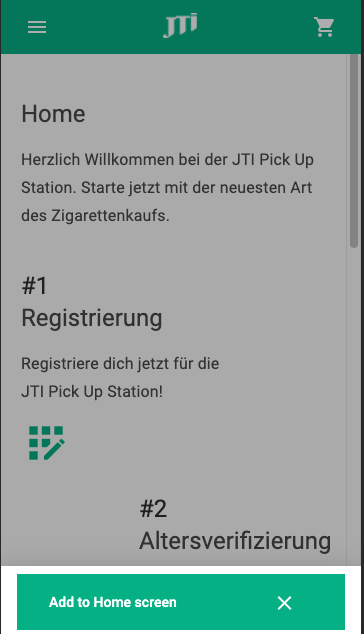 JTi
Home
Herzlich Willkommen bei der JTI Pick Up
Station. Starte jetzt mit der neuesten Art
des Zigarettenkaufs.
#1
Registrierung
Registriere dich jetzt für die
JTI Pick Up Station!
#2
Altersverifizierung
Add to Home screen